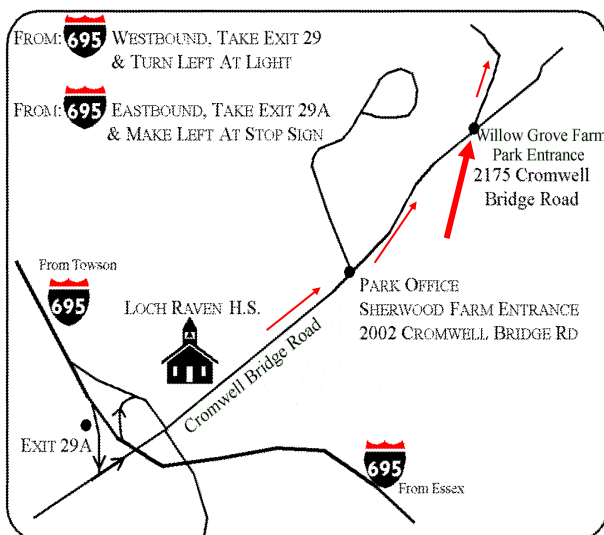 FROM: 695 WESTBOUND, TAKE EXIT 29
& TURN LEFT AT LIGHT
FROM: 695 EASTBOUND, TAKE EXIT 29A
& MAKE LEFT AT STOP SIGN
Willow Grove Farm
Park Entrance
2175 Cromwell
Bridge Road
From Towson
695
LOCH RAVEN H.S.
PARK OFFICE
SHERWOOD FARM ENTRANCE
2002 CROMWELL BRIDGE RD
Cromwell Bridge Road
EXIT 29A
695
From Essex